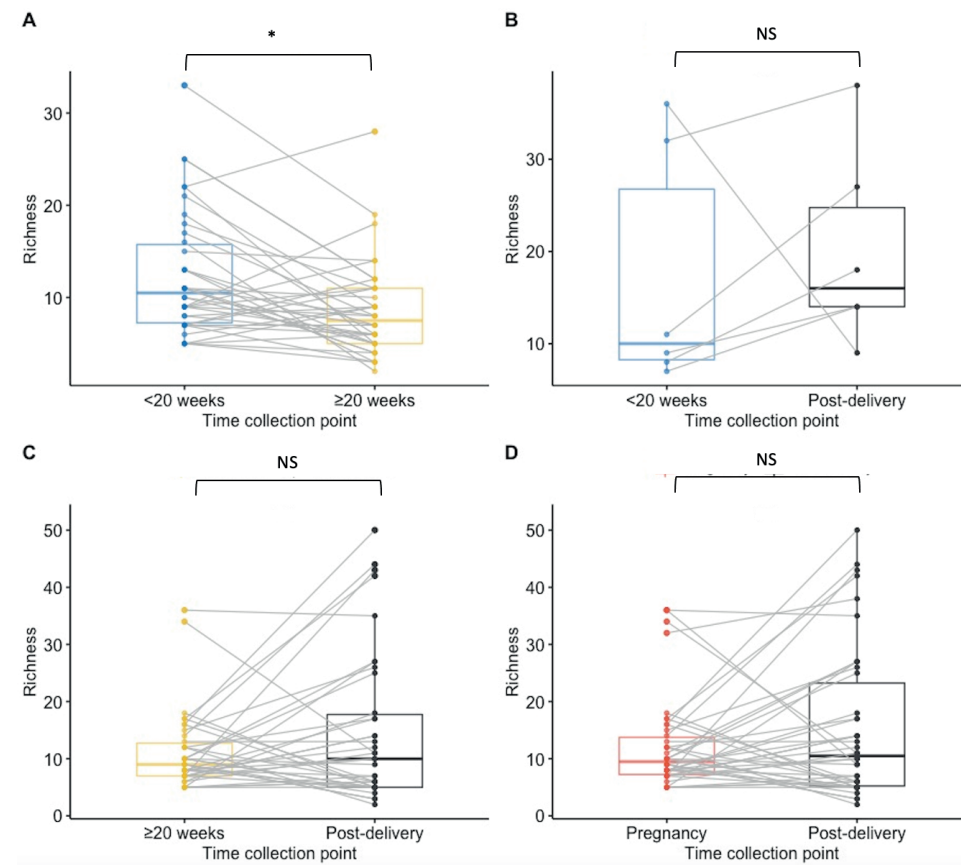 A
*
Richness
30
20
10
<20 weeks
≥20 weeks
Time collection point
B
NS
Richness
30
20
10
<20 weeks
Post-delivery
Time collection point
C
NS
Richness
50
40
30
20
10
0
≥20 weeks
Post-delivery
Time collection point
D
NS
Richness
50
40
30
20
10
0
Pregnancy
Post-delivery
Time collection point